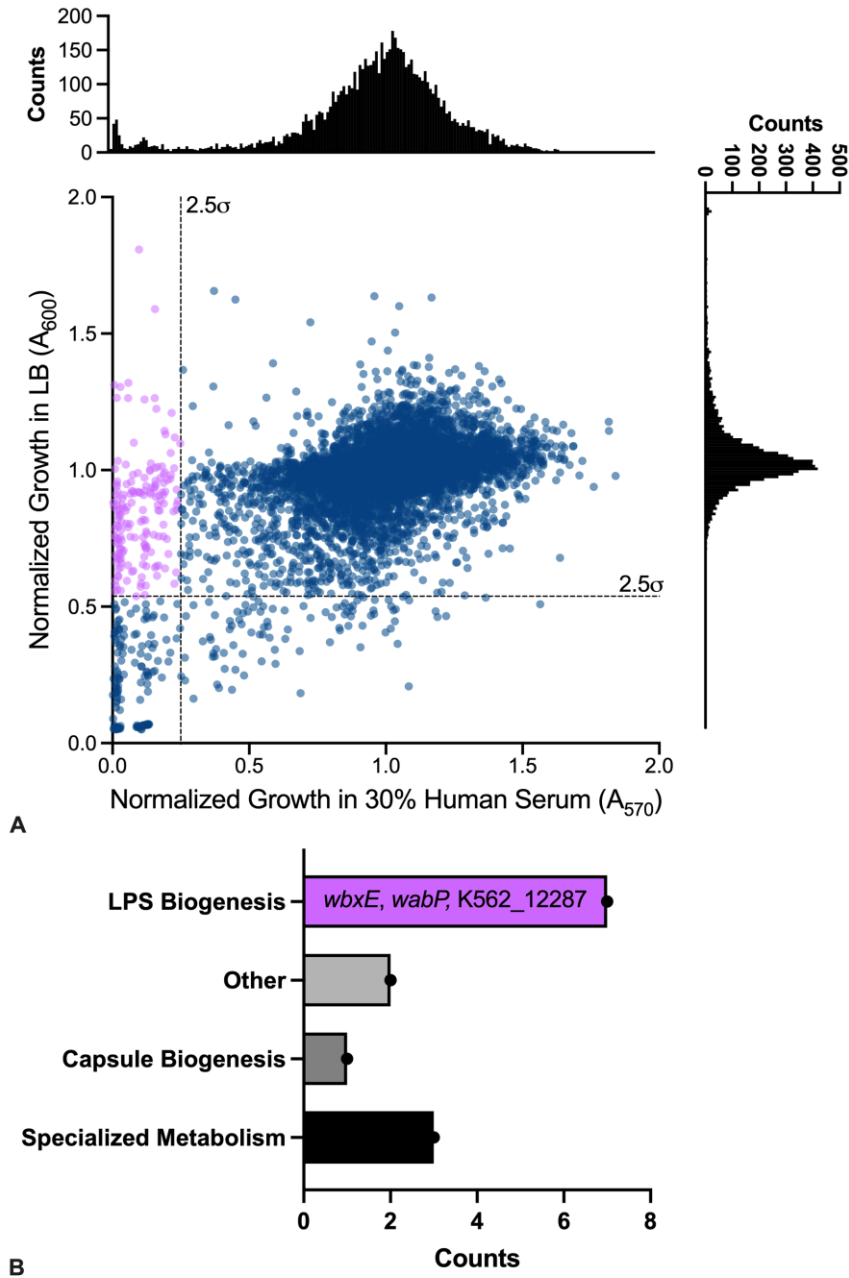 200
150
100
50
0
Counts
Counts
0
100
200
300
400
500
2.0
1.5
1.0
0.5
0.0
2.5σ
2.5σ
Normalized Growth in LB (A600)
0.0
0.5
1.0
1.5
2.0
Normalized Growth in 30% Human Serum (A570)
A
LPS Biogenesis
wbxE, wabP, K562_12287
Other
Capsule Biogenesis
Specialized Metabolism
0
2
4
6
8
Counts
B